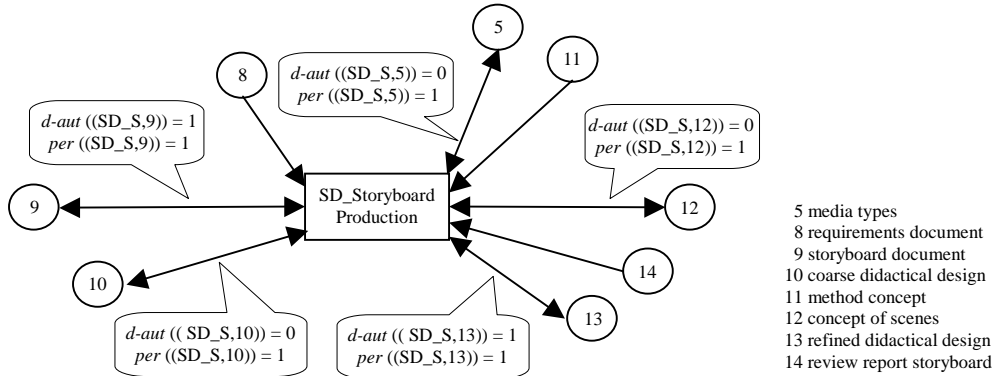 5
11
8
d-aut ((SD_S,5)) = 0
per ((SD_S,5)) = 1
d-aut ((SD_S,9)) = 1
per ((SD_S,9)) = 1
d-aut ((SD_S,12)) = 0
per ((SD_S,12)) = 1
SD_Storyboard
Production
9
12
10
14
13
d-aut (( SD_S,10)) = 0
per ((SD_S,10)) = 1
d-aut (( SD_S,13)) = 1
per ((SD_S,13)) = 1
5 media types
8 requirements document
9 storyboard document
10 coarse didactical design
11 method concept
12 concept of scenes
13 refined didactical design
14 review report storyboard